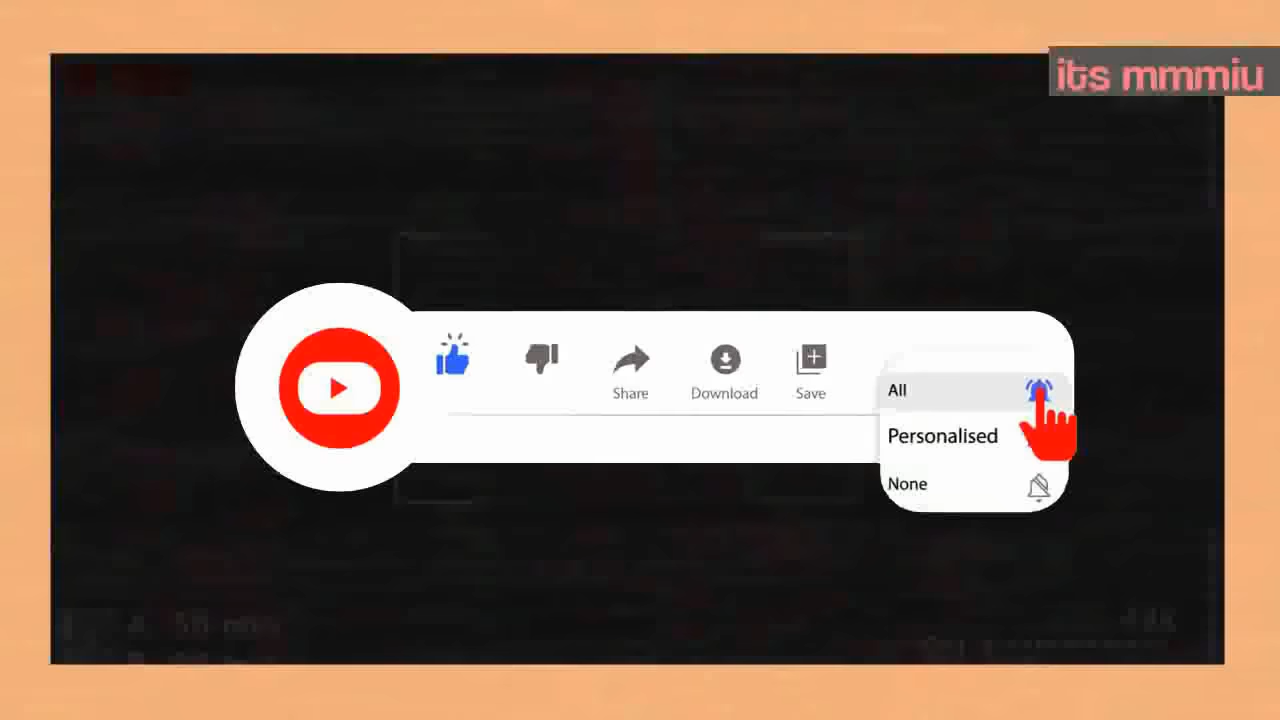 its mmmiu
Share
Download
Save
All
Personalised
None